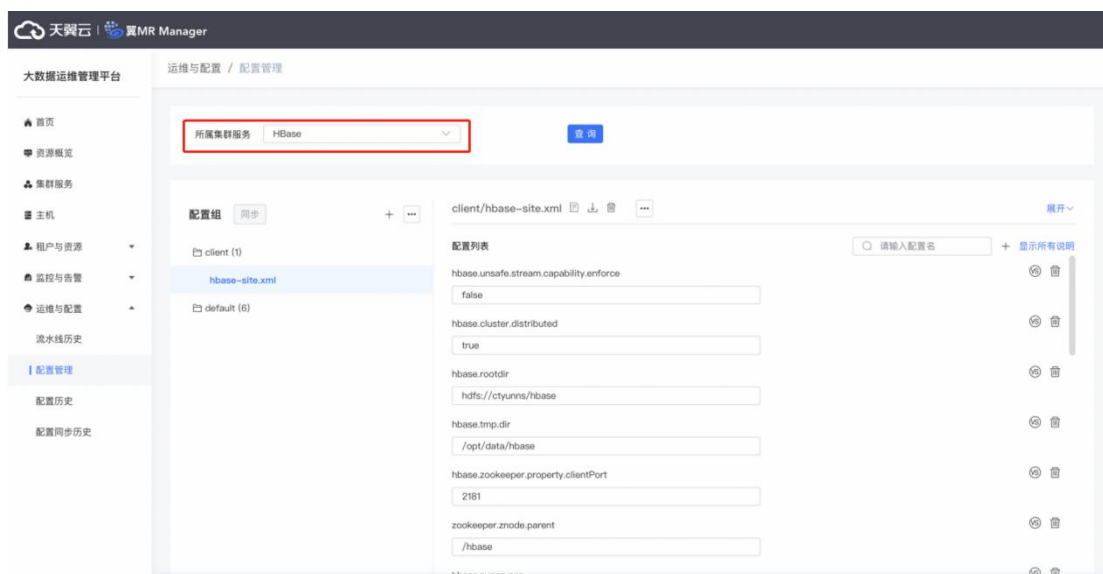 天翼云 翼MR Manager
大数据运维管理平台
首页
资源概览
集群服务
主机
租户与资源
监控与告警
运维与配置
流水线历史
配置管理
配置历史
配置同步历史
运维与配置 / 配置管理
所属集群服务 HBase 查询
配置组 同步
client (1)
hbase-site.xml
default (6)
client/hbase-site.xml 展开
配置列表 请输入配置名 显示所有说明
hbase.unsafe.stream.capability.enforce
false
hbase.cluster.distributed
true
hbase.rootdir
hdfs://ctyunns/hbase
hbase.tmp.dir
/opt/data/hbase
hbase.zookeeper.property.clientPort
2181
zookeeper.znode.parent
/hbase